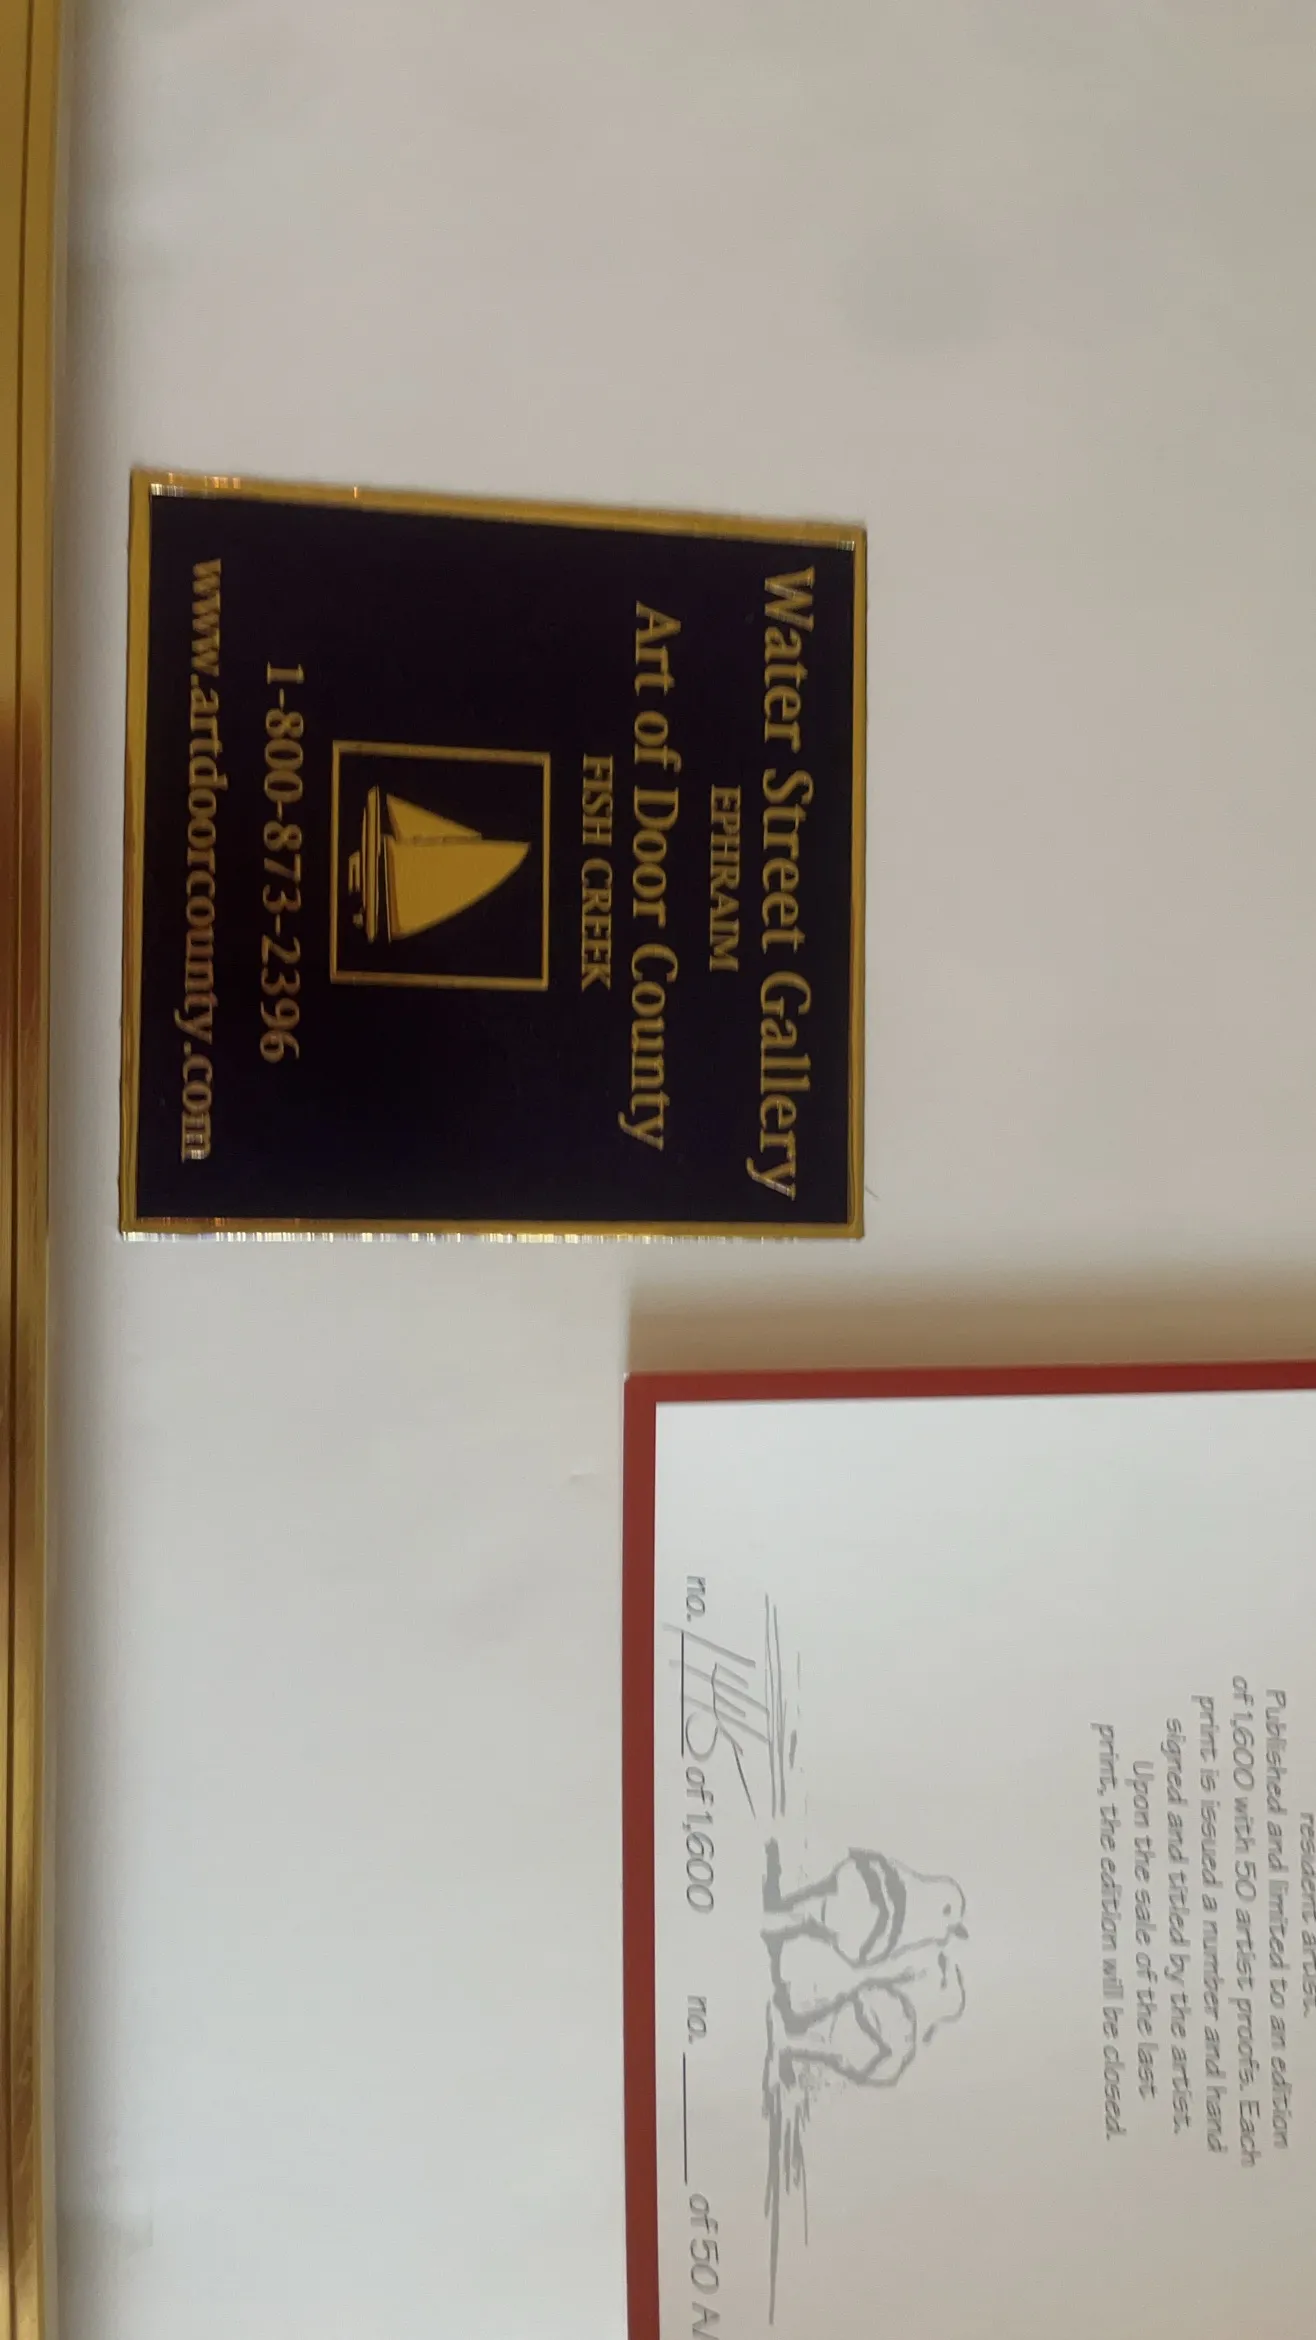 Water Street Gallery
EPHRAIM
Art of Door County
FISH CREEK
1-800-873-2396
www.artdoorcounty.com
resident artist.
Published and limited to an edition
of 1,600 with 50 artist proofs. Each
print is issued a number and hand
signed and titled by the artist.
Upon the sale of the last
print, the edition will be closed.
no. of 1,600 no. of 50 A/